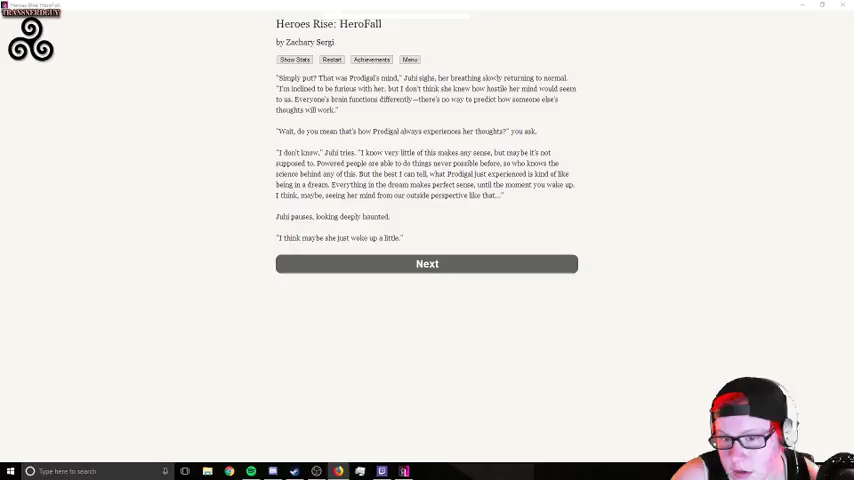 Heroes Rise: HeroFall
TRANSNERDGUY
Heroes Rise: HeroFall
by Zachary Sergi
Show Stats Restart Achievements Menu
"Simply put? That was Prodigal's mind," Juhi sighs, her breathing slowly returning to normal.
"I'm inclined to be furious with her, but I don't think she knew how hostile her mind would seem
to us. Everyone's brain functions differently—there's no way to predict how someone else's
thoughts will work."
"Wait, do you mean that's how Prodigal always experiences her thoughts?" you ask.
"I don't know," Juhi tries. "I know very little of this makes any sense, but maybe it's not
supposed to. Powered people are able to do things never possible before, so who knows the
science behind any of this. But the best I can tell, what Prodigal just experienced is kind of like
being in a dream. Everything in the dream makes perfect sense, until the moment you wake up.
I think, maybe, seeing her mind from our outside perspective like that..."
Juhi pauses, looking deeply haunted.
"I think maybe she just woke up a little."
Next
Type here to search